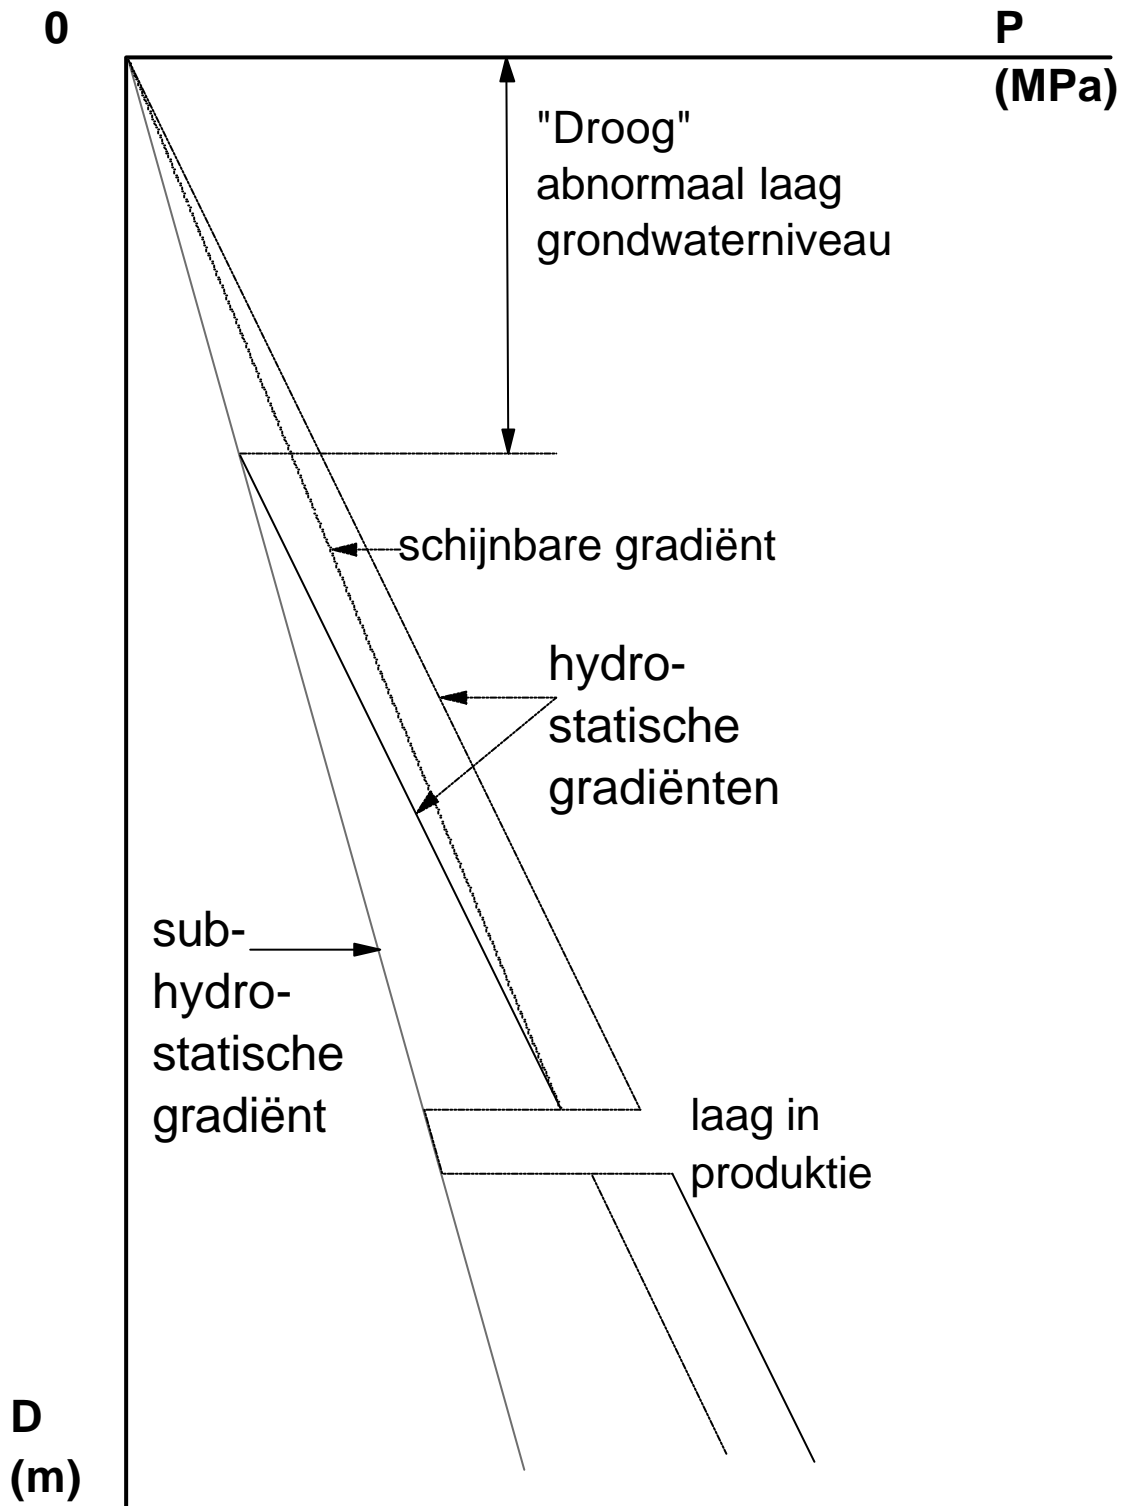 0
P
(MPa)
"Droog"
abnormaal laag
grondwaterniveau
schijnbare gradiënt
hydro-
statische
gradiënten
sub-
hydro-
statische
gradiënt
laag in
produktie
D
(m)